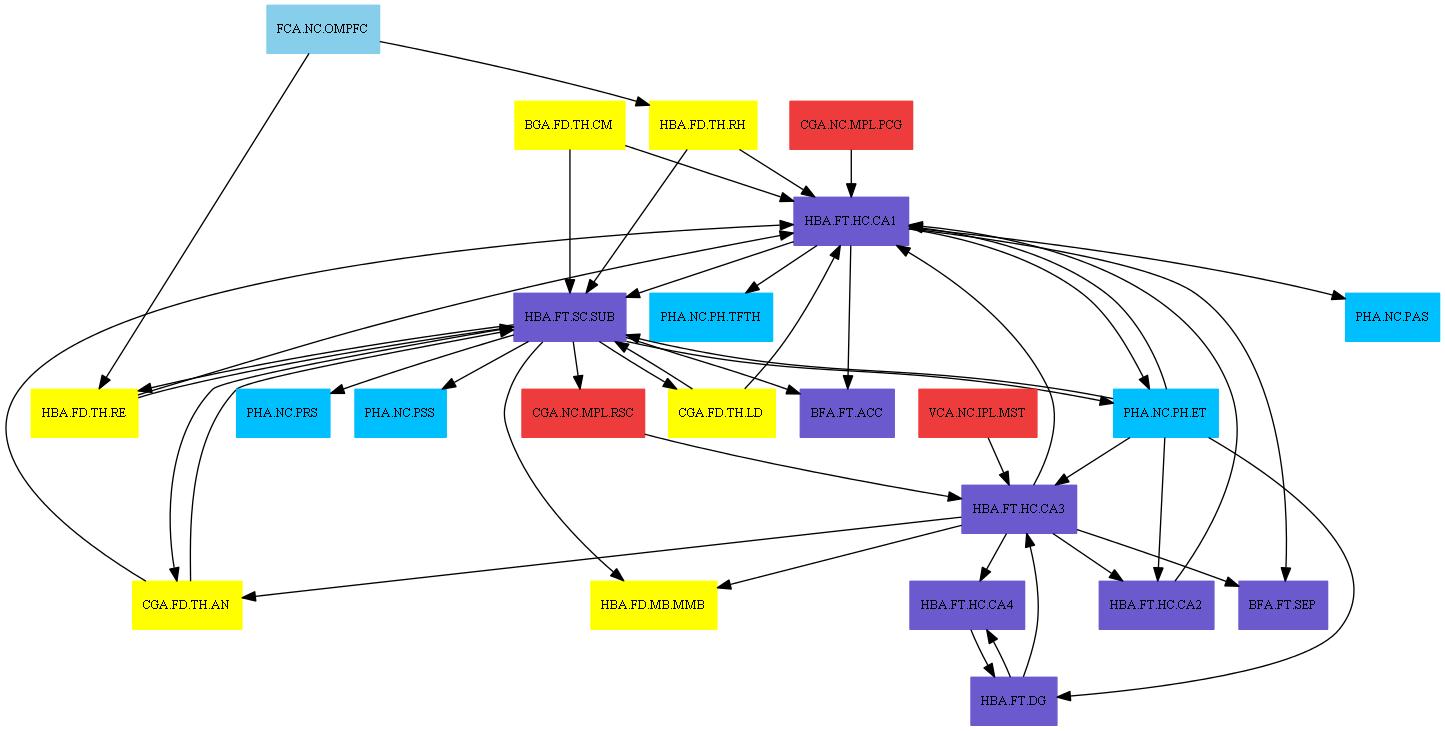 FCA.NC.OMPFC
BGA.FD.TH.CM
HBA.FD.TH.RH
CGA.NC.MPL.PCG
HBA.FT.HC.CA1
HBA.FT.SC.SUB
PHA.NC.PH.TFTH
PHA.NC.PAS
HBA.FD.TH.RE
PHA.NC.PRS
PHA.NC.PSS
CGA.NC.MPL.RSC
CGA.FD.TH.LD
BFA.FT.ACC
VCA.NC.IPL.MST
PHA.NC.PH.ET
HBA.FT.HC.CA3
CGA.FD.TH.AN
HBA.FD.MB.MMB
HBA.FT.HC.CA4
HBA.FT.HC.CA2
BFA.FT.SEP
HBA.FT.DG